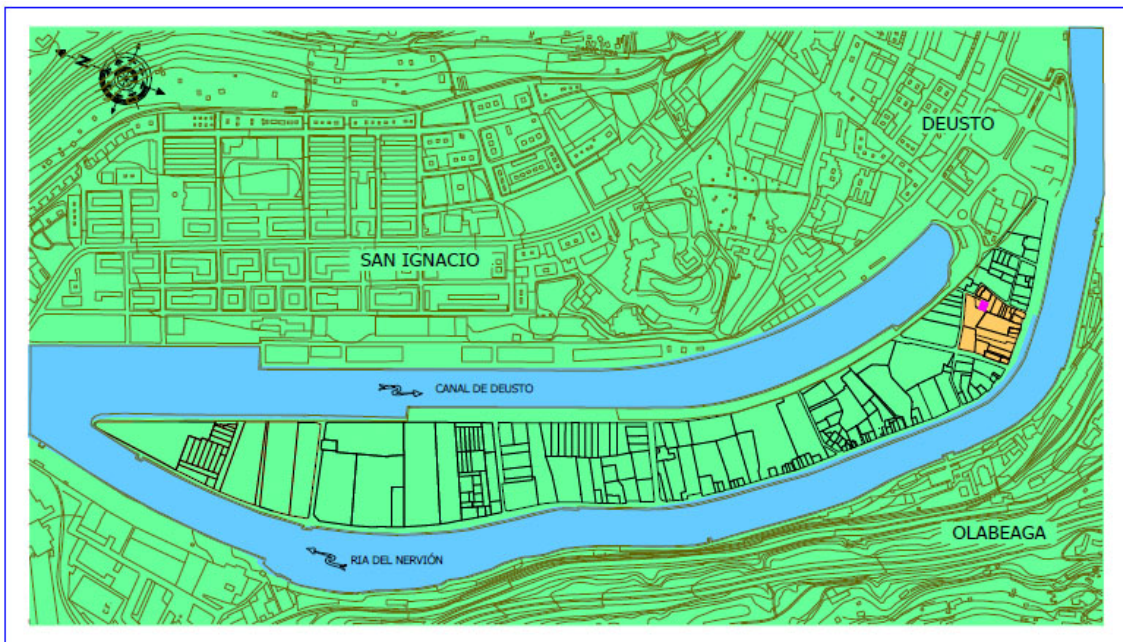 N
DEUSTO
SAN IGNACIO
CANAL DE DEUSTO
OLABEAGA
RIA DEL NERVIÓN